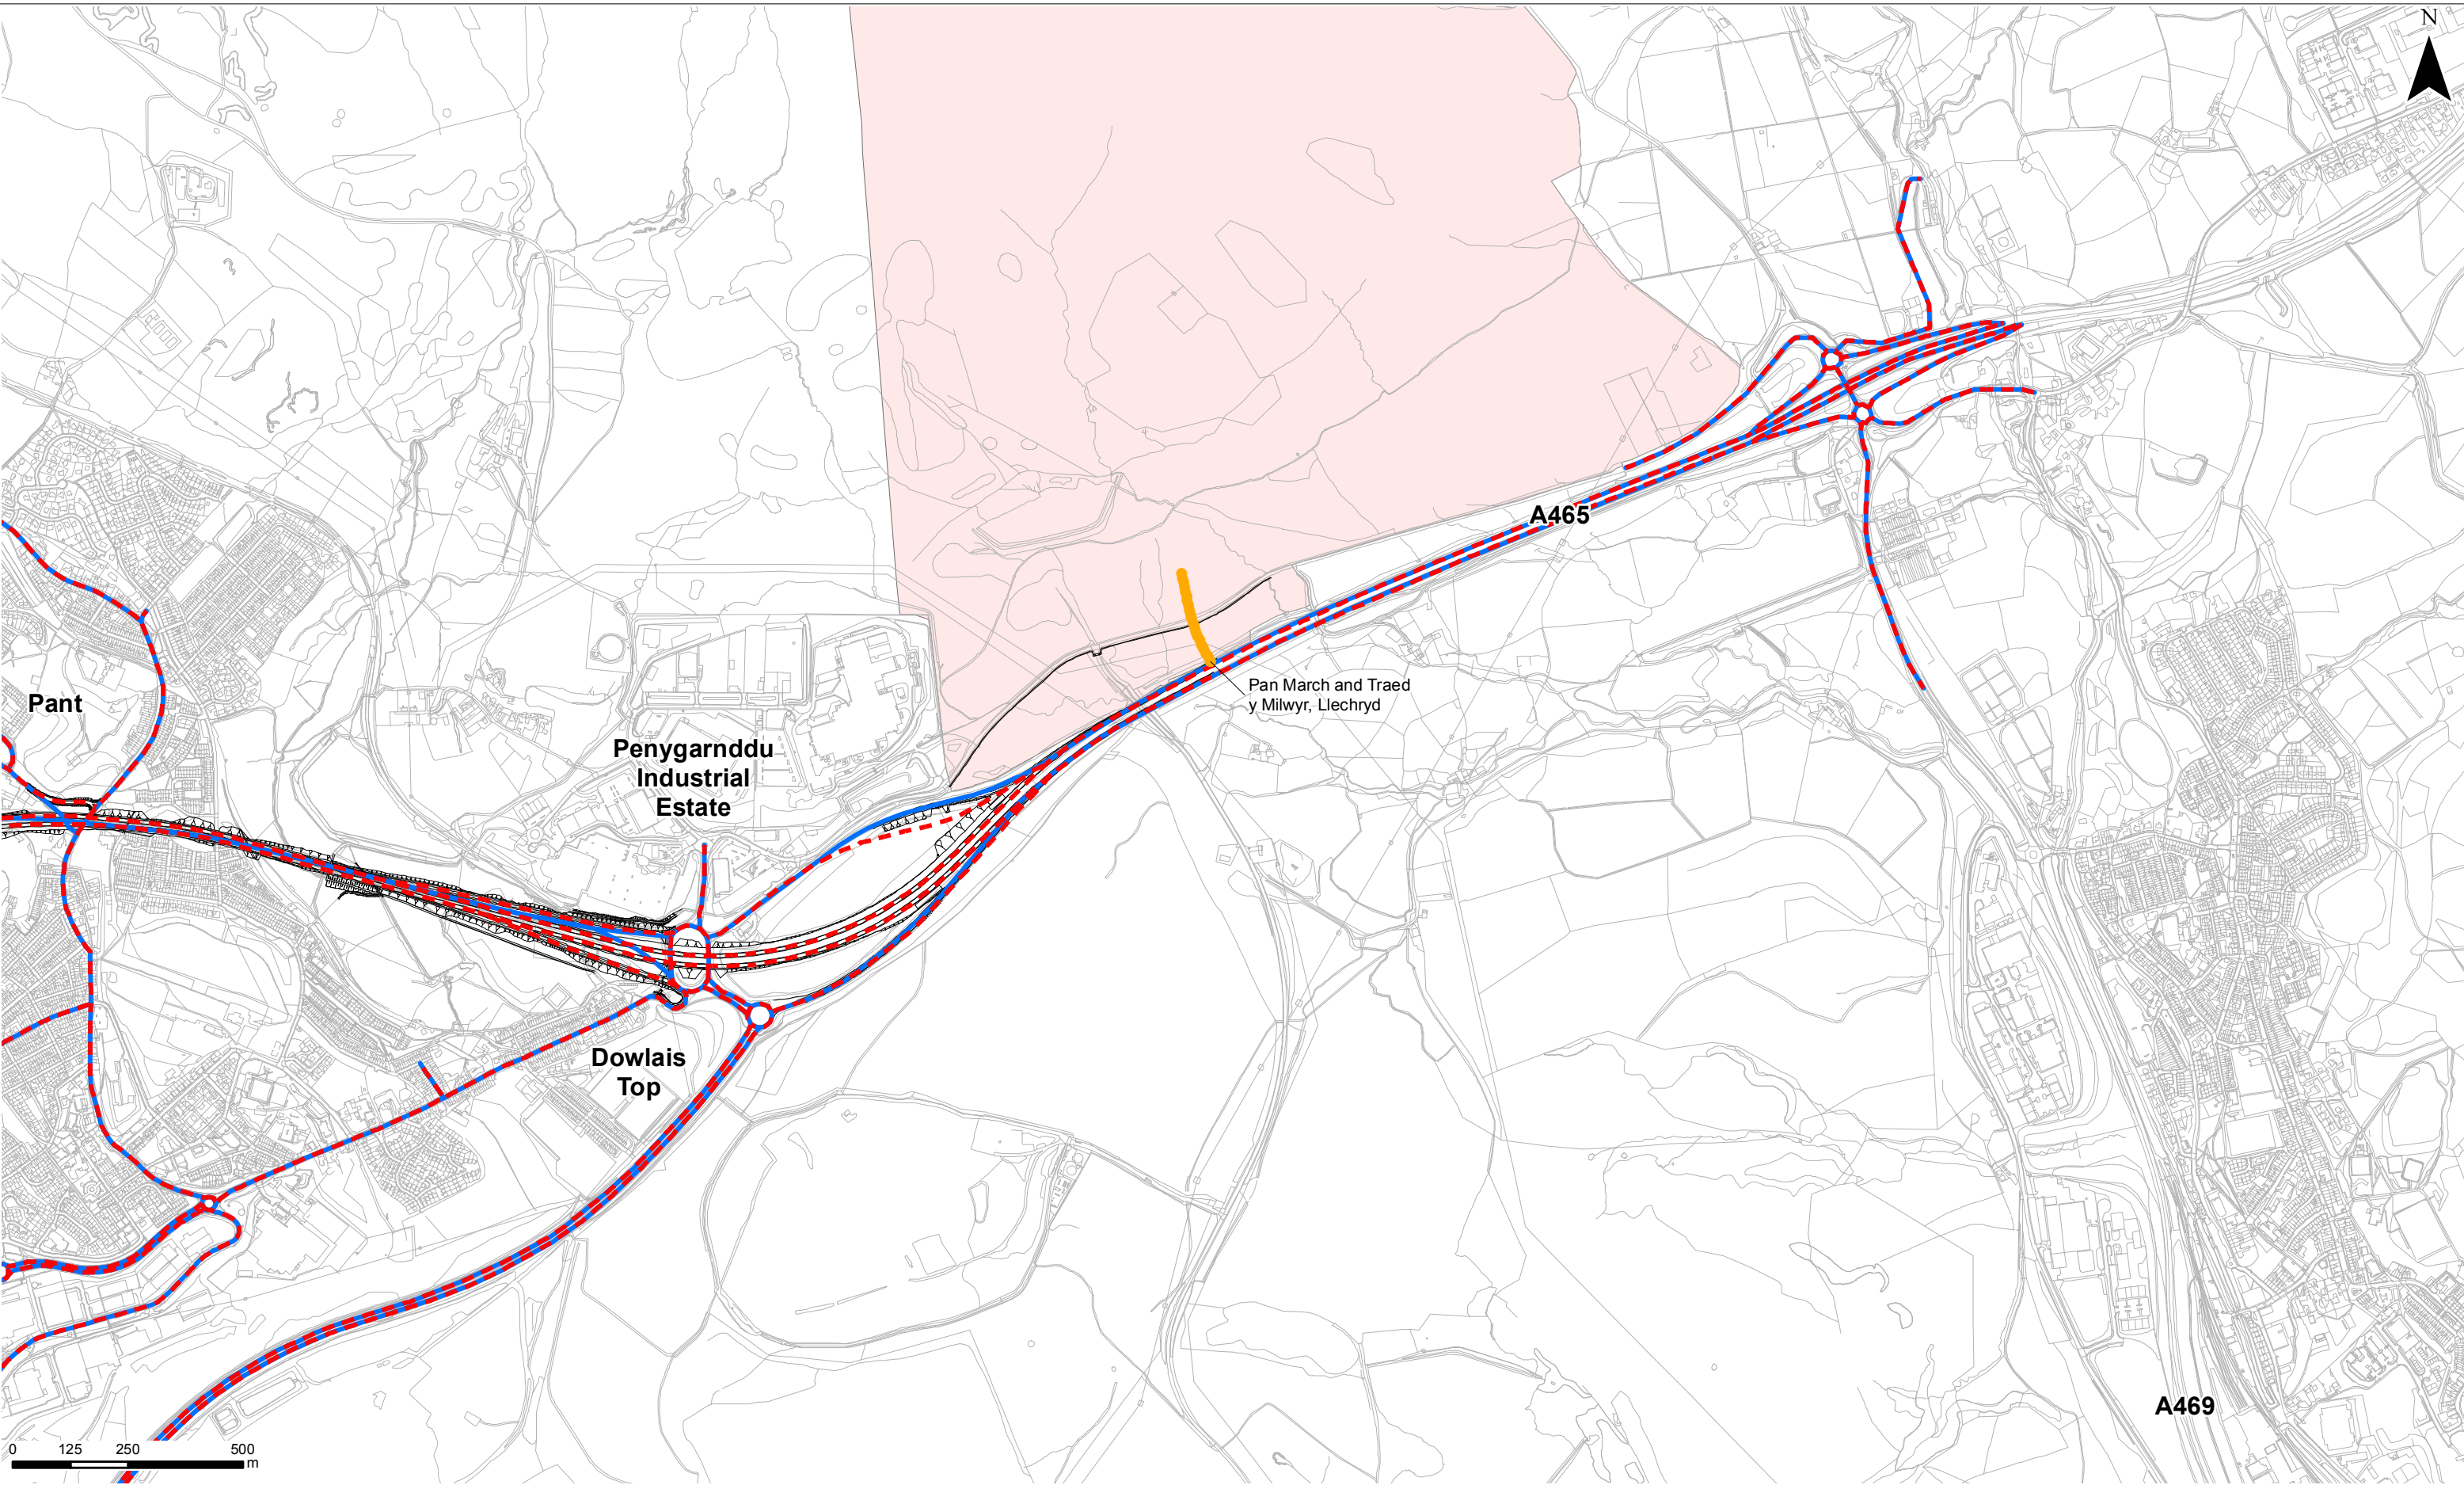 N
A465
Pan March and Traed
y Milwyr, Llechryd
Pant
Penygarnddu
Industrial
Estate
Dowlais
Top
A469
0 125 250 500
m